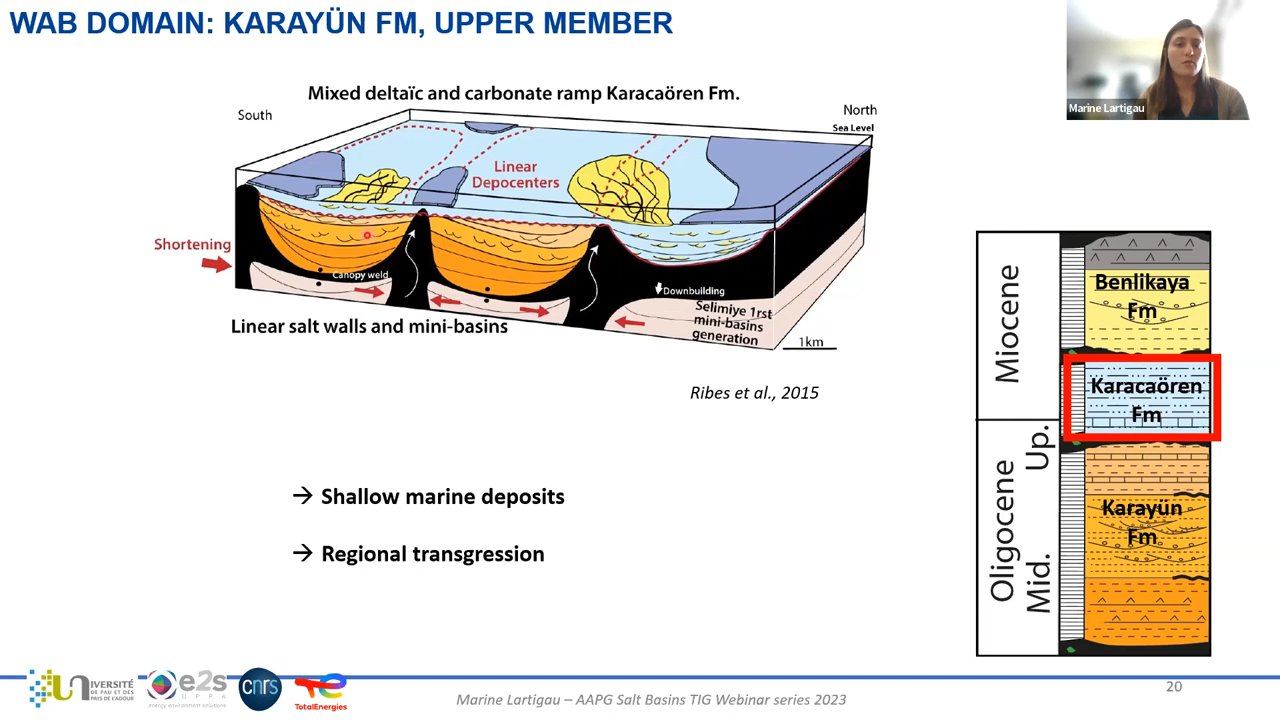 WAB DOMAIN: KARAYÜN FM, UPPER MEMBER
Marine Lartigau
Mixed deltaïc and carbonate ramp Karacaören Fm.
South
North
Sea Level
Linear
Depocenters
Shortening
Canopy weld
Downbuilding
Selimiye 1rst
mini-basins
generation
Linear salt walls and mini-basins
1km
Ribes et al., 2015
Miocene
Benlikaya
Fm
Karacaören
Fm
Oligocene
Up.
Mid.
Karayün
Fm
→ Shallow marine deposits
→ Regional transgression
UNIVERSITÉ
DE PAU ET DES
PAYS DE L'ADOUR
e2s
UPPA
energy environment solutions
cnrs
TotalEnergies
Marine Lartigau – AAPG Salt Basins TIG Webinar series 2023
20